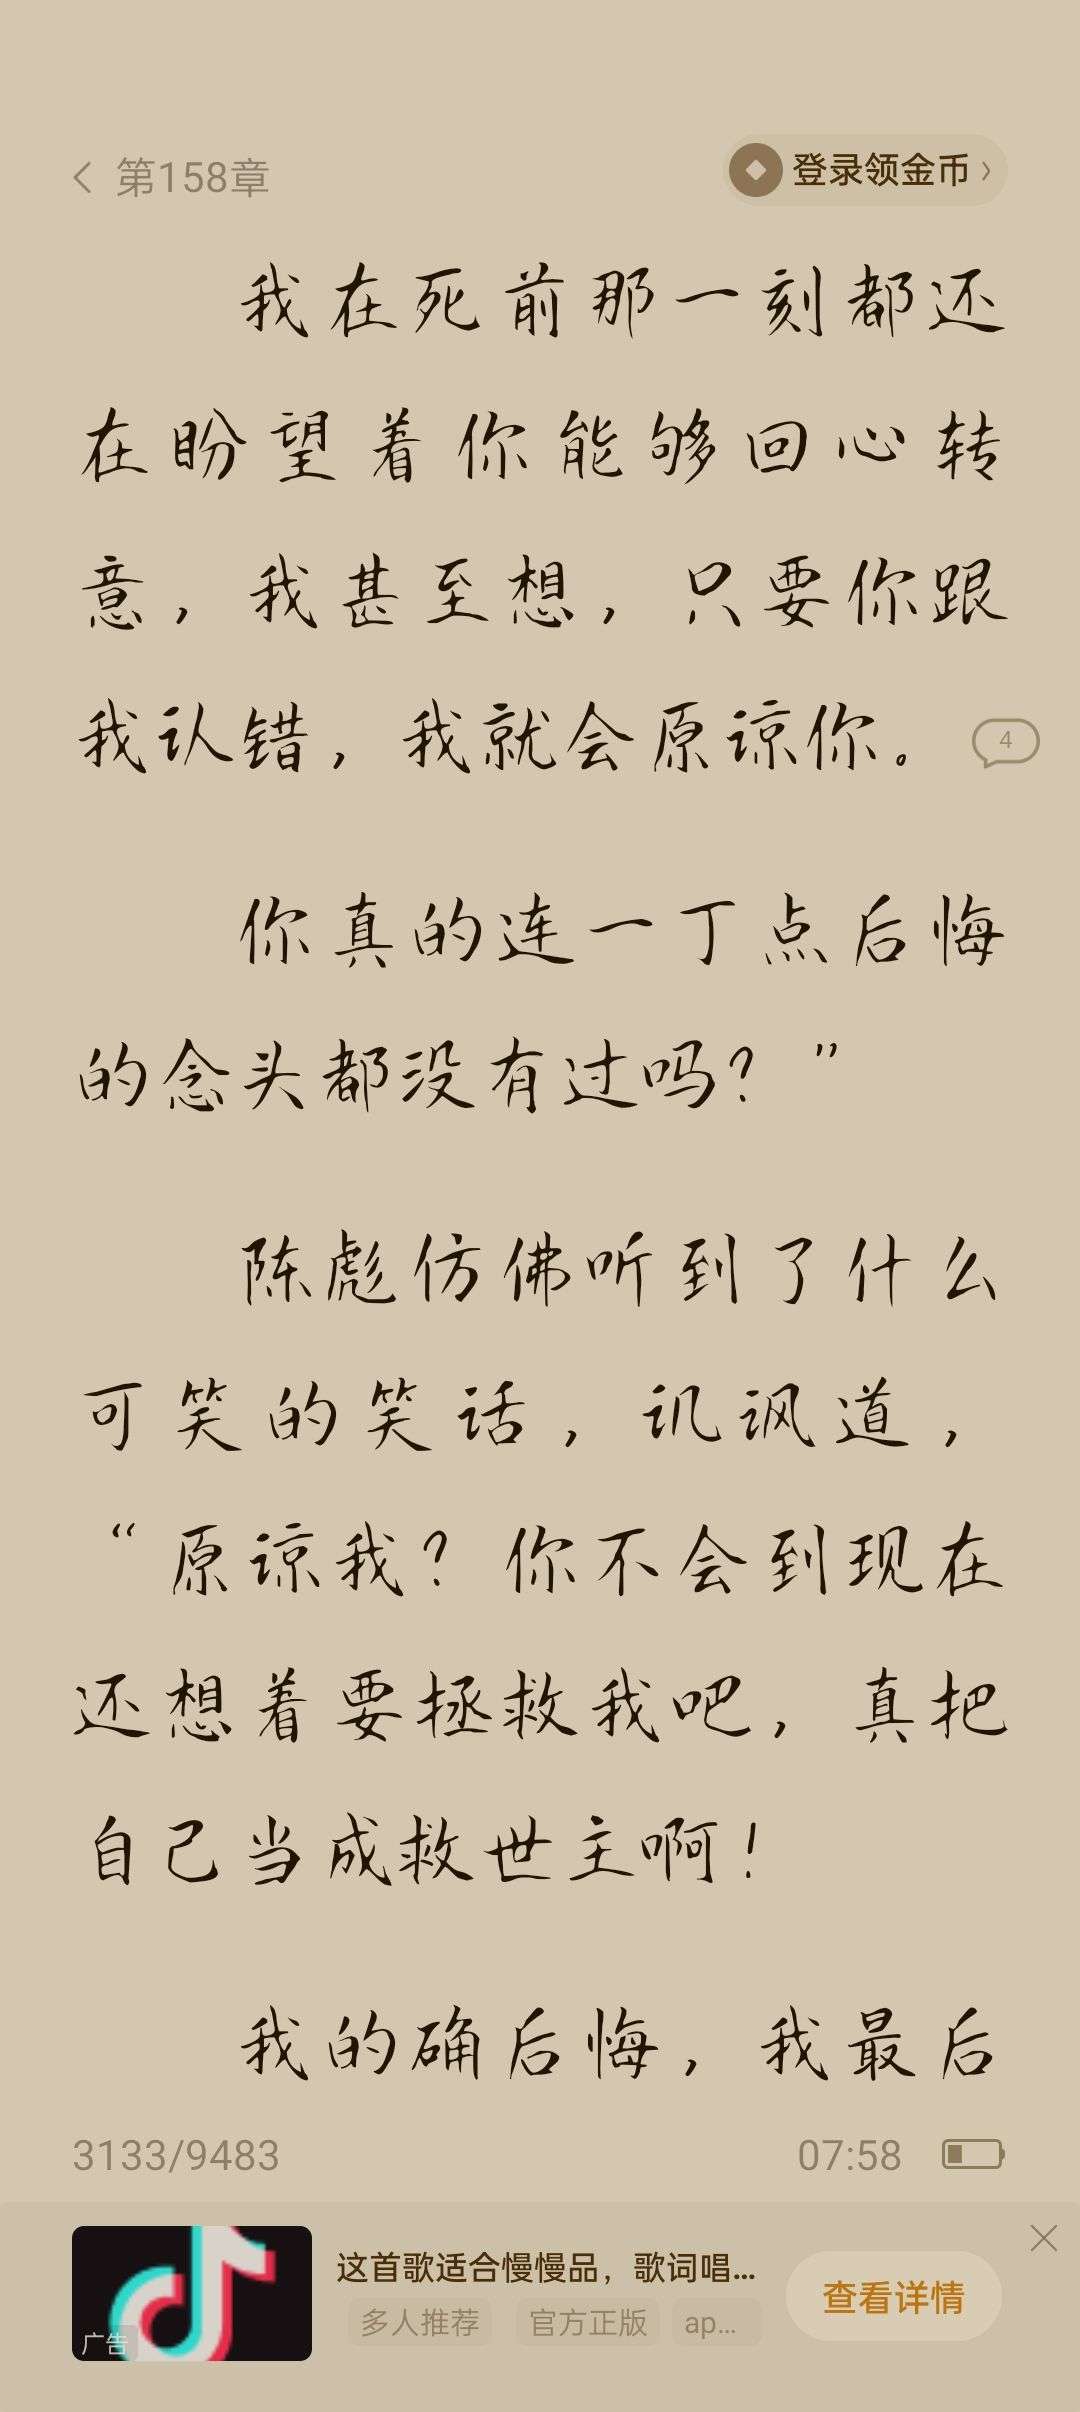 第158章
登录领金币
我在死前那一刻都还
在盼望着你能够回心转
意，我甚至想，只要你跟
我认错，我就会原谅你。
4
你真的连一丁点后悔
的念头都没有过吗？”
陈彪仿佛听到了什么
可笑的笑话，讥讽道，
“原谅我？你不会到现在
还想着要拯救我吧，真把
自己当成救世主啊！
我的确后悔，我最后
3133/9483
07:58
这首歌适合慢慢品，歌词唱...
多人推荐 官方正版 ap...
查看详情
广告